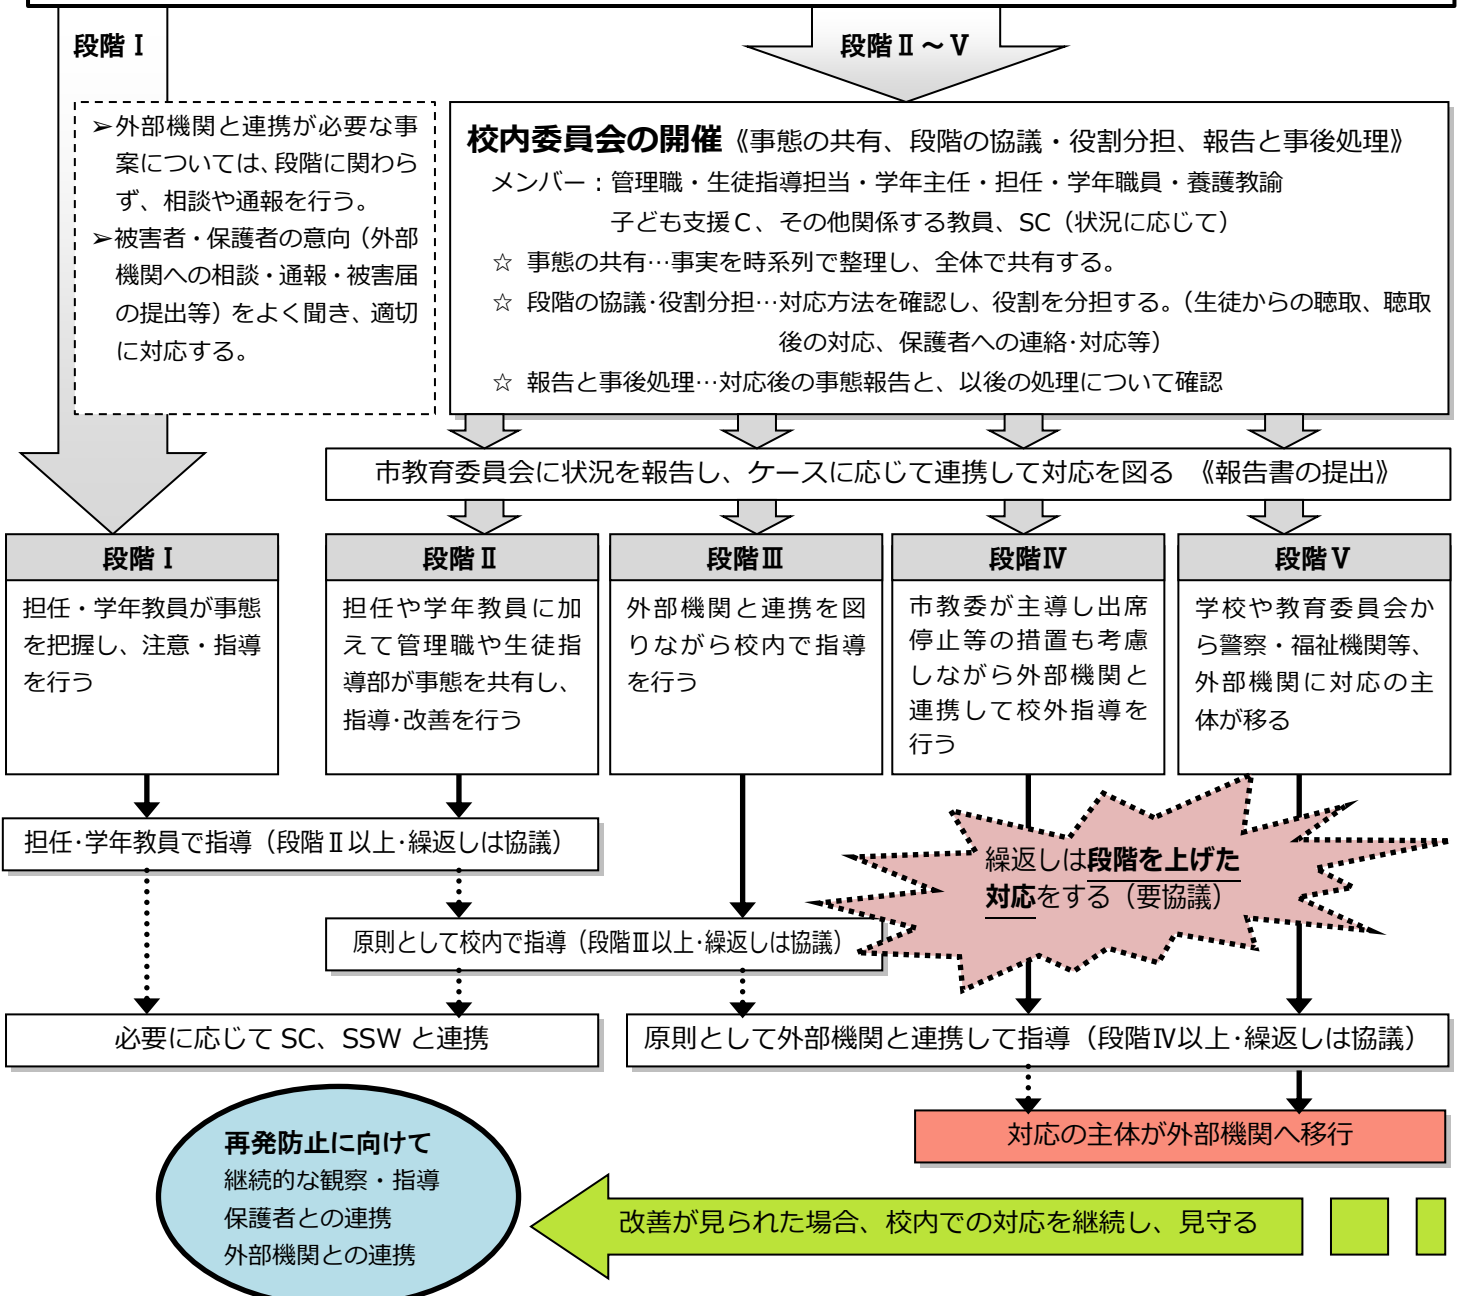 段階Ⅰ
段階Ⅱ～Ⅴ
➢外部機関と連携が必要な事
案については、段階に関わら
ず、相談や通報を行う。
➢被害者・保護者の意向（外部
機関への相談・通報・被害届
の提出等）をよく聞き、適切
に対応する。
校内委員会の開催《事態の共有、段階の協議・役割分担、報告と事後処理》
メンバー：管理職・生徒指導担当・学年主任・担任・学年職員・養護教諭
子ども支援Ｃ、その他関係する教員、SC（状況に応じて）
☆ 事態の共有…事実を時系列で整理し、全体で共有する。
☆ 段階の協議･役割分担…対応方法を確認し、役割を分担する。（生徒からの聴取、聴取
後の対応、保護者への連絡･対応等）
☆ 報告と事後処理…対応後の事態報告と、以後の処理について確認
市教育委員会に状況を報告し、ケースに応じて連携して対応を図る 《報告書の提出》
段階Ⅰ
担任・学年教員が事態
を把握し、注意・指導
を行う
段階Ⅱ
担任や学年教員に加
えて管理職や生徒指
導部が事態を共有し、
指導･改善を行う
段階Ⅲ
外部機関と連携を図
りながら校内で指導
を行う
段階Ⅳ
市教委が主導し出席
停止等の措置も考慮
しながら外部機関と
連携して校外指導を
行う
段階Ⅴ
学校や教育委員会か
ら警察・福祉機関等、
外部機関に対応の主
体が移る
担任･学年教員で指導（段階Ⅱ以上･繰返しは協議）
繰返しは段階を上げた
対応をする（要協議）
原則として校内で指導（段階Ⅲ以上･繰返しは協議）
必要に応じて SC、SSW と連携
原則として外部機関と連携して指導（段階Ⅳ以上･繰返しは協議）
対応の主体が外部機関へ移行
再発防止に向けて
継続的な観察・指導
保護者との連携
外部機関との連携
改善が見られた場合、校内での対応を継続し、見守る